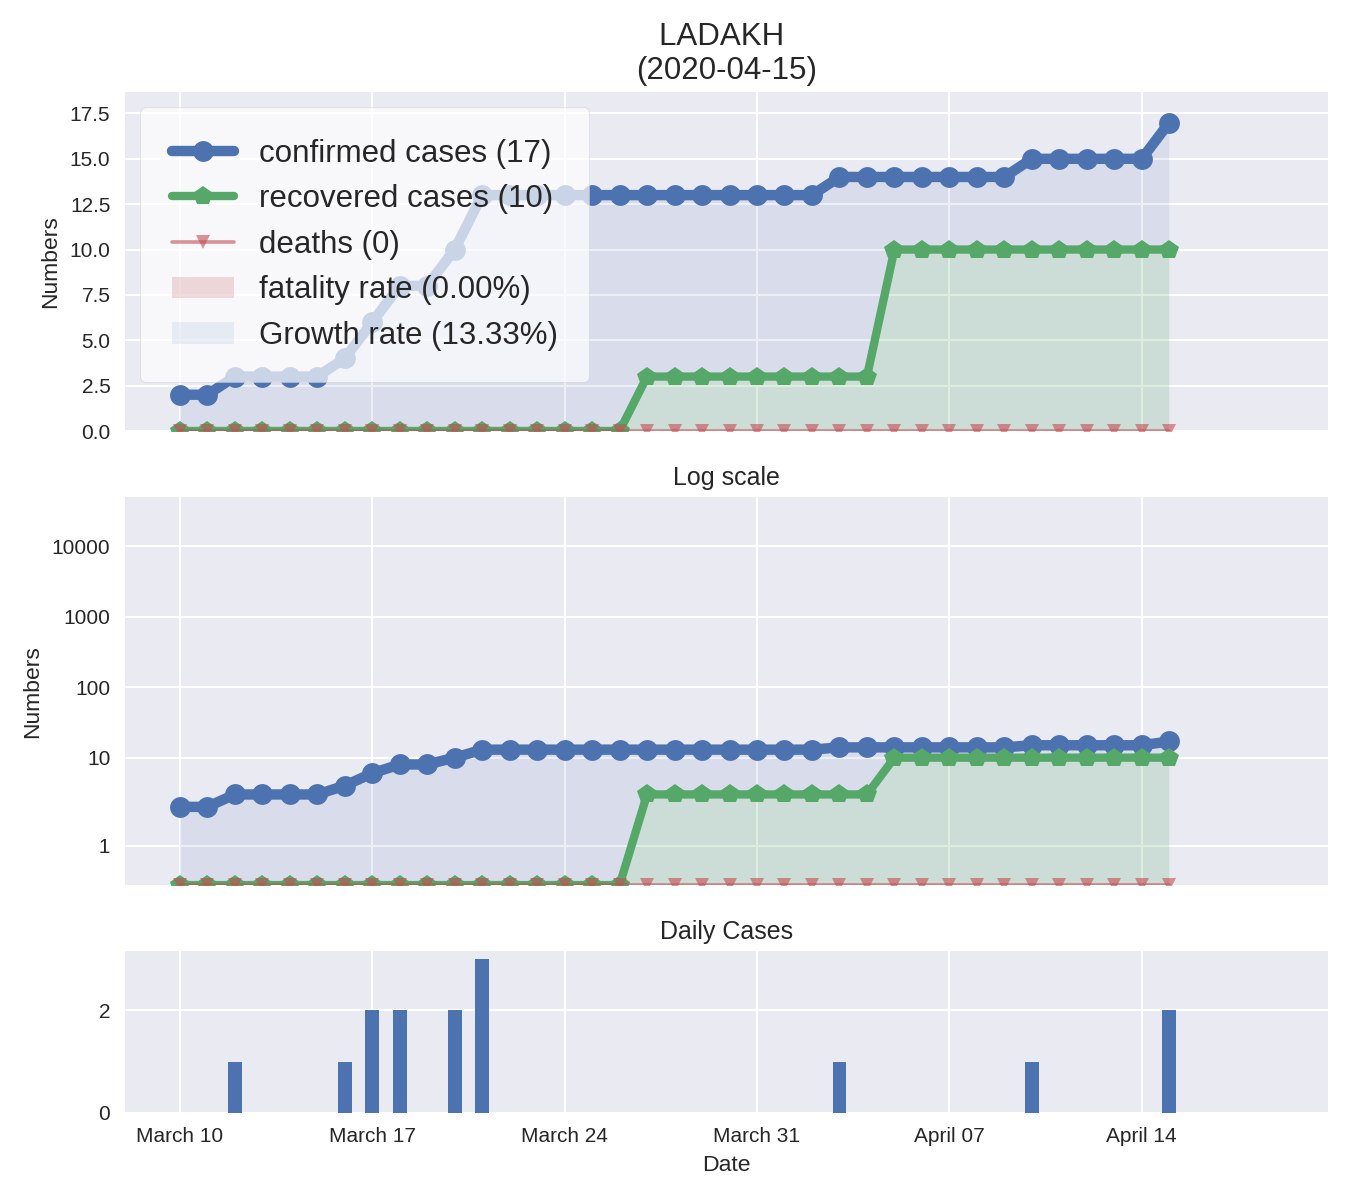 LADAKH
(2020-04-15)
17.5
15.0
12.5
10.0
7.5
5.0
2.5
0.0
Numbers
confirmed cases (17)
recovered cases (10)
deaths (0)
fatality rate (0.00%)
Growth rate (13.33%)
Log scale
10000
1000
100
10
1
Numbers
Daily Cases
2
0
March 10 March 17 March 24 March 31 April 07 April 14
Date